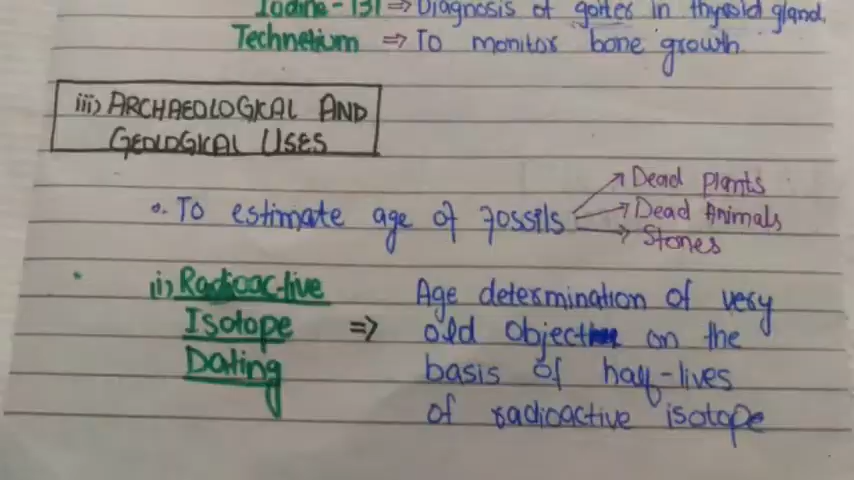 Iodine-131 ⇒ Diagnosis of goiter in thyroid gland.
Technetium ⇒ To monitor bone growth
iii) ARCHAEOLOGICAL AND
GEOLOGICAL USES
To estimate age of fossils
→ Dead Plants
→ Dead Animals
→ Stones
(i) Radioactive
Isotope ⇒
Dating
Age determination of very
old object on the
basis of half-lives
of radioactive isotope